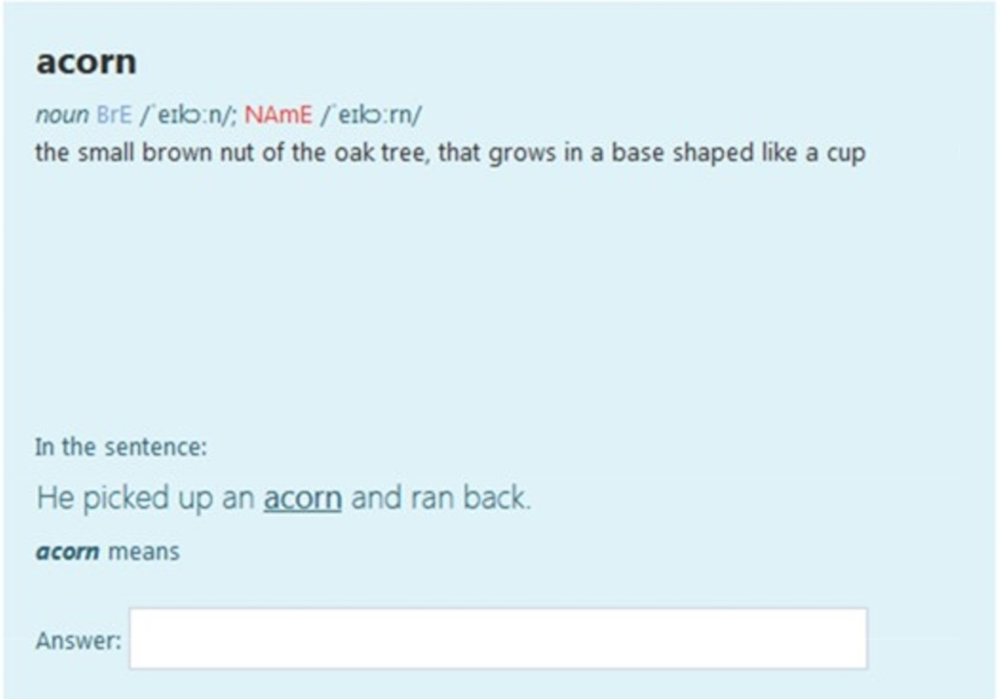 acorn
noun BrE /ˈeɪkɔːn/; NAmE /ˈeɪkɔːrn/
the small brown nut of the oak tree, that grows in a base shaped like a cup
In the sentence:
He picked up an acorn and ran back.
acorn means
Answer: